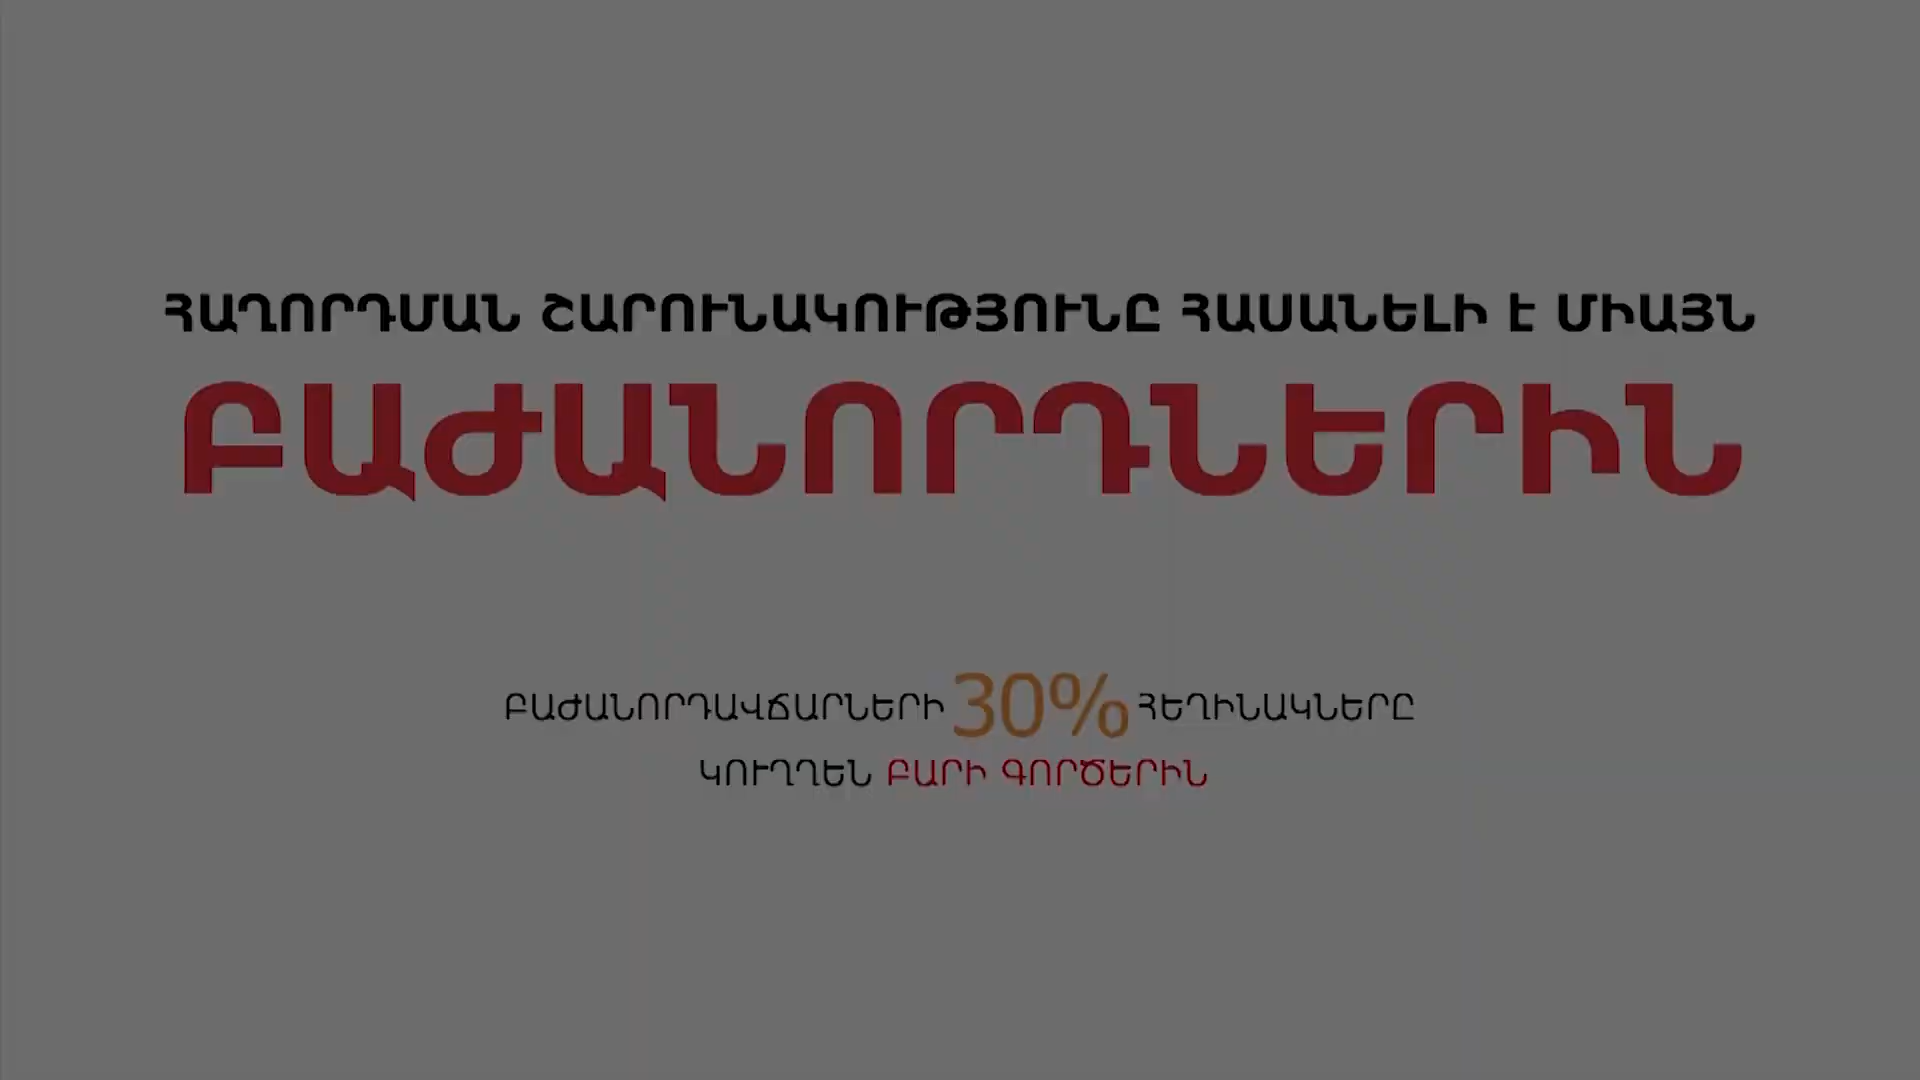 ՀԱՂՈՐԴՄԱՆ ՇԱՐՈՒՆԱԿՈՒԹՅՈՒՆԸ ՀԱՍԱՆԵԼԻ Է ՄԻԱՅՆ
ԲԱԺԱՆՈՐԴՆԵՐԻՆ
ԲԱԺԱՆՈՐԴԱՎՃԱՐՆԵՐԻ 30% ՀԵՂԻՆԱԿՆԵՐԸ
ԿՈՒՂՂԵՆ ԲԱՐԻ ԳՈՐԾԵՐԻՆ